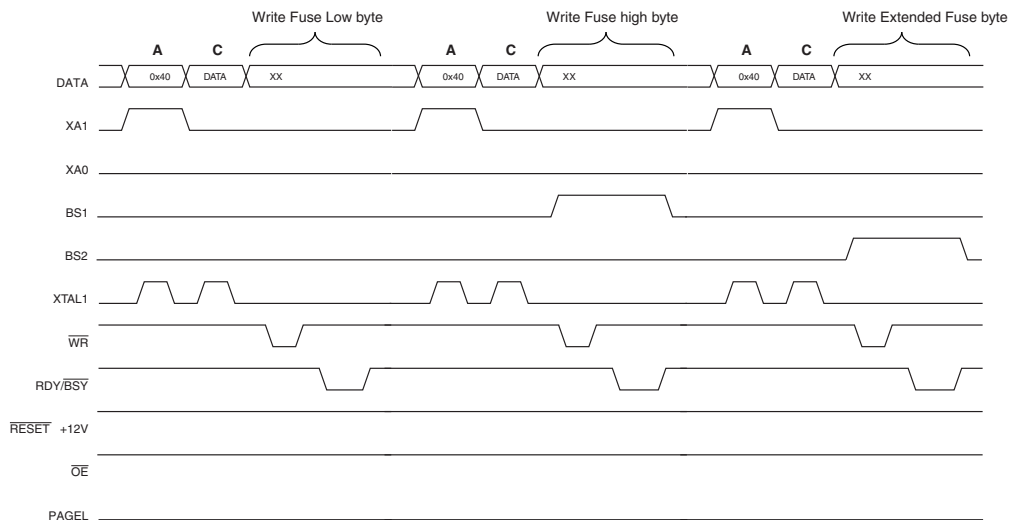 Write Fuse Low byte Write Fuse high byte Write Extended Fuse byte
A C A C A C
DATA 0x40 DATA XX 0x40 DATA XX 0x40 DATA XX
XA1
XA0
BS1
BS2
XTAL1
WR
RDY/BSY
RESET +12V
OE
PAGEL